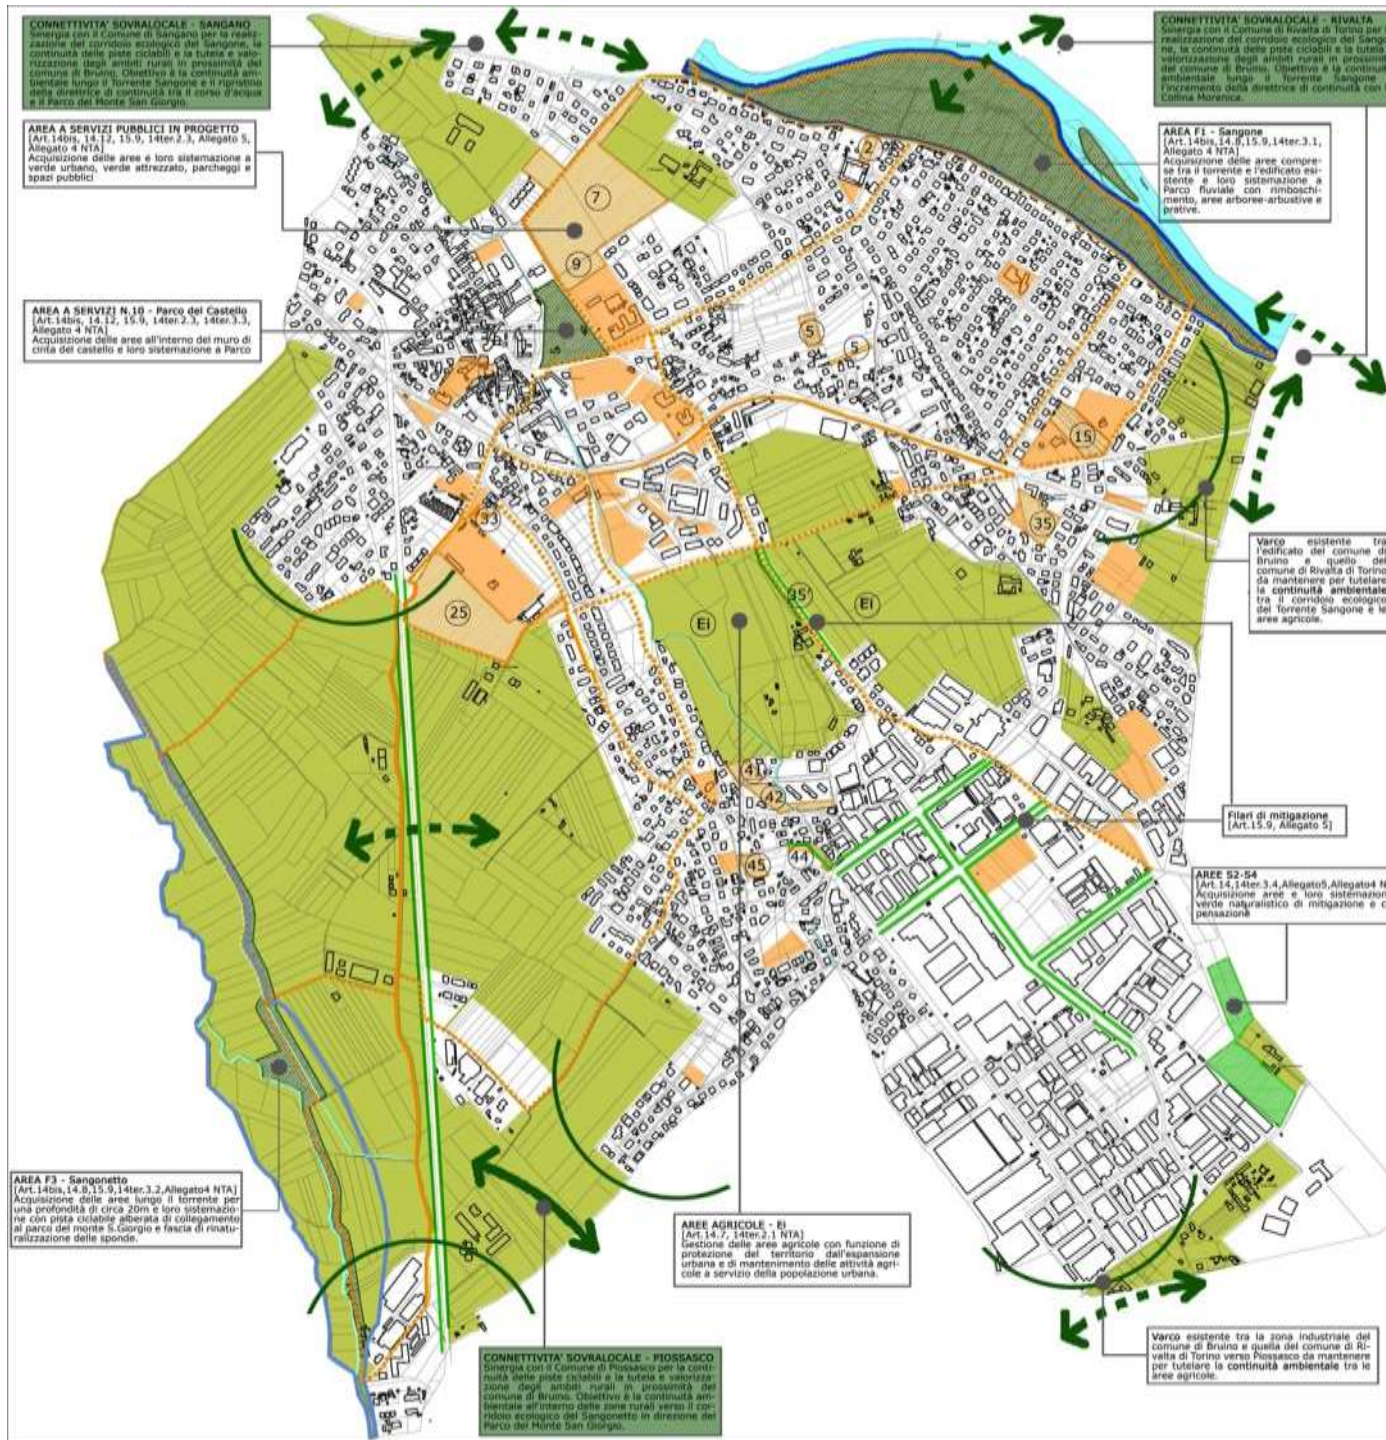 CONNETTIVITA' SOVRALOCALE - SANGANO
Sinergia con il Comune di Sangano per la realiz-
zazione del corridoio ecologico del Sangone, la
continuità delle piste ciclabili e la tutela e valo-
rizzazione degli ambiti rurali in prossimità del
comune di Bruino. Obiettivo è la continuità am-
bientale lungo il Torrente Sangone e il ripristino
della direttrice di continuità tra il corso d'acqua
e il Parco del Monte San Giorgio.
AREA A SERVIZI PUBBLICI IN PROGETTO
[Art.14bis, 14.12, 15.9, 14ter.2.3, Allegato 5,
Allegato 4 NTA]
Acquisizione delle aree e loro sistemazione a
verde urbano, verde attrezzato, parcheggi e
spazi pubblici
AREA A SERVIZI N.10 - Parco del Castello
[Art.14bis, 14.12, 15.9, 14ter.2.3, 14ter.3.3,
Allegato 4 NTA]
Acquisizione delle aree all'interno del muro di
cinta del castello e loro sistemazione a Parco
CONNETTIVITA' SOVRALOCALE - RIVALTA
Sinergia con il Comune di Rivalta di Torino per
realizzazione del corridoio ecologico del Sango
ne, la continuità delle piste ciclabili e la tutela
valorizzazione degli ambiti rurali in prossimità
del comune di Bruino. Obiettivo è la continuità
ambientale lungo il Torrente Sangone
l'incremento della direttrice di continuità con
Collina Morenica.
AREA F1 - Sangone
[Art.14bis,14.8,15.9,14ter.3.1,
Allegato 4 NTA]
Acquisizione delle aree compre-
se tra il torrente e l'edificato esi-
stente e loro sistemazione a
Parco fluviale con rimboschi-
mento, aree arboree-arbustive e
prative.
2
7
9
5
5
15
33
35
25
Ei
35'
Ei
41
42
45
44
Varco esistente tra
l'edificato del comune di
Bruino e quello del
comune di Rivalta di Torino
da mantenere per tutelare
la continuità ambientale
tra il corridoio ecologico
del Torrente Sangone e le
aree agricole.
Filari di mitigazione
[Art.15.9, Allegato 5]
AREE S2-S4
[Art.14,14ter.3.4,Allegato5,Allegato4 N
Acquisizione aree e loro sistemazion
verde naturalistico di mitigazione e c
pensazione
AREA F3 - Sangonetto
[Art.14bis,14.8,15.9,14ter.3.2,Allegato4 NTA]
Acquisizione delle aree lungo il torrente per
una profondità di circa 20m e loro sistemazio-
ne con pista ciclabile alberata di collegamento
al parco del monte S.Giorgio e fascia di rinatu-
ralizzazione delle sponde.
AREE AGRICOLE - Ei
[Art.14.7, 14ter.2.1 NTA]
Gestione delle aree agricole con funzione di
protezione del territorio dall'espansione
urbana e di mantenimento delle attività agri-
cole a servizio della popolazione urbana.
CONNETTIVITA' SOVRALOCALE - PIOSSASCO
Sinergia con il Comune di Piossasco per la conti-
nuità delle piste ciclabili e la tutela e valorizza-
zione degli ambiti rurali in prossimità del
comune di Bruino. Obiettivo è la continuità am-
bientale all'interno delle zone rurali verso il cor-
ridoio ecologico del Sangonetto in direzione del
Parco del Monte San Giorgio.
Varco esistente tra la zona industriale del
comune di Bruino e quella del comune di Ri-
valta di Torino verso Piossasco da mantenere
per tutelare la continuità ambientale tra le
aree agricole.